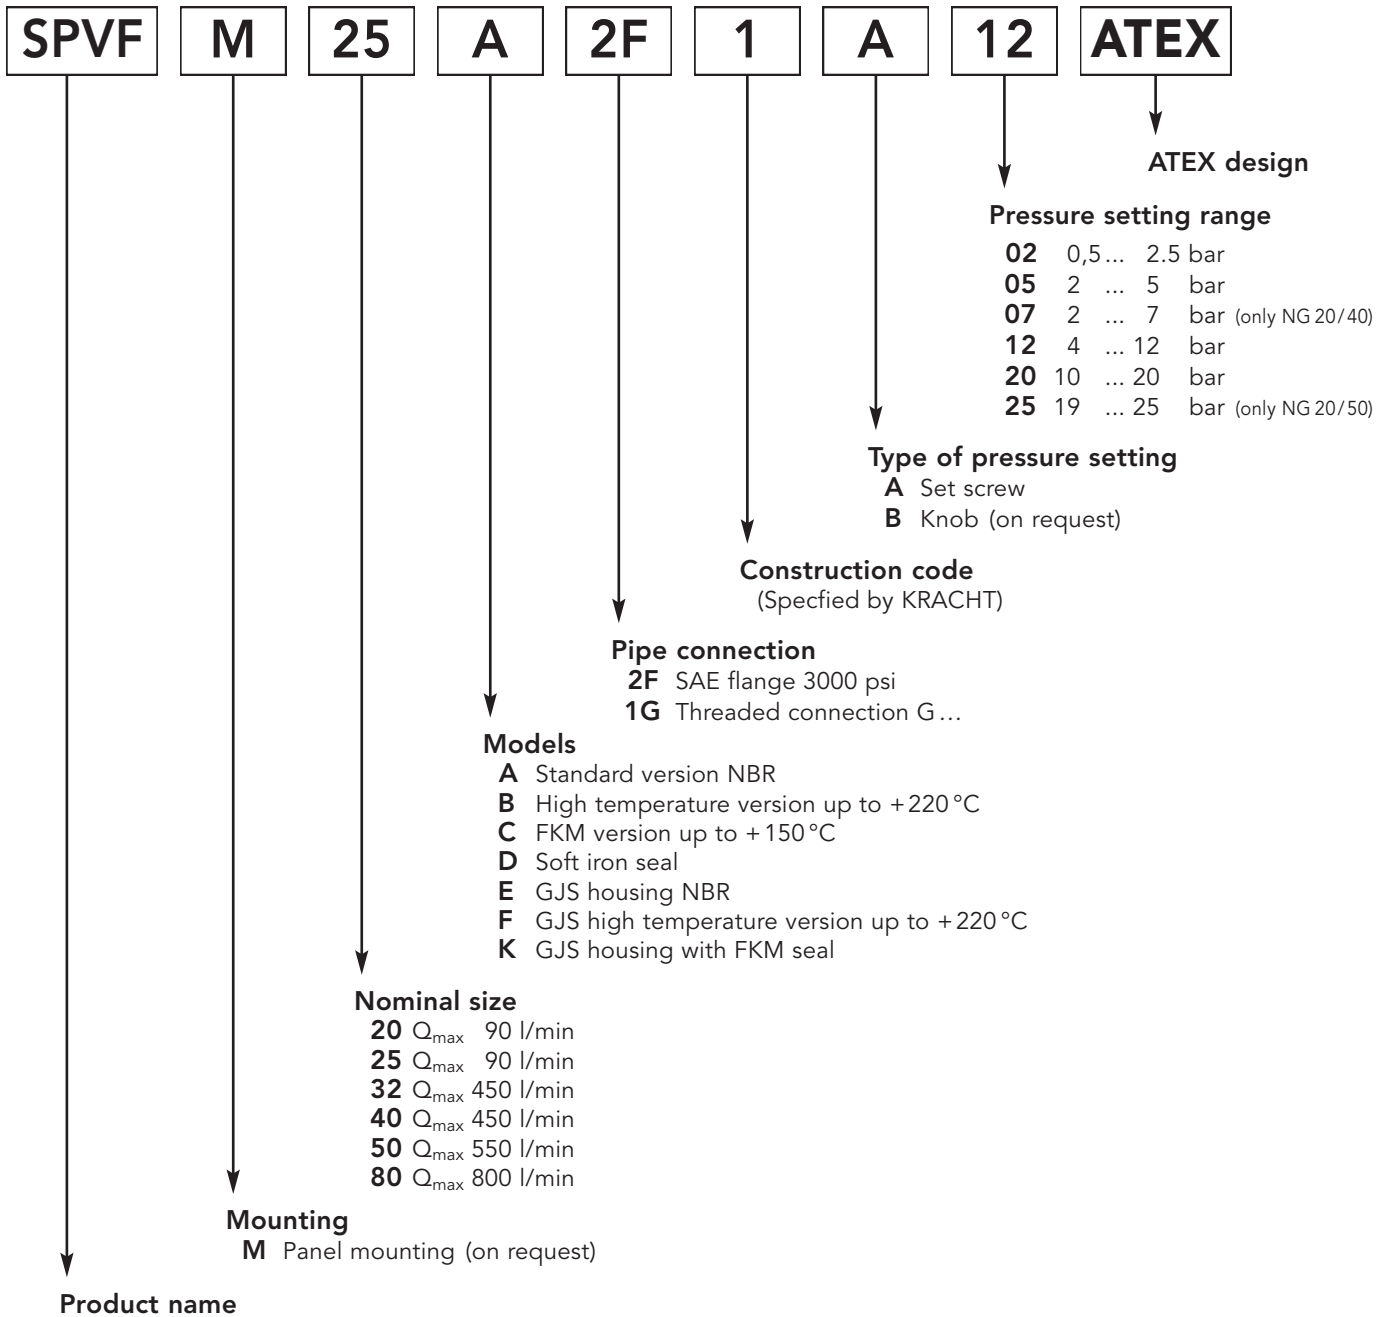 SPVF M 25 A 2F 1 A 12 ATEX
ATEX design
Pressure setting range
02 0,5 ... 2.5 bar
05 2 ... 5 bar
07 2 ... 7 bar (only NG 20/40)
12 4 ... 12 bar
20 10 ... 20 bar
25 19 ... 25 bar (only NG 20/50)
Type of pressure setting
A Set screw
B Knob (on request)
Construction code
(Specfied by KRACHT)
Pipe connection
2F SAE flange 3000 psi
1G Threaded connection G...
Models
A Standard version NBR
B High temperature version up to +220 °C
C FKM version up to +150 °C
D Soft iron seal
E GJS housing NBR
F GJS high temperature version up to +220 °C
K GJS housing with FKM seal
Nominal size
20 Qmax 90 l/min
25 Qmax 90 l/min
32 Qmax 450 l/min
40 Qmax 450 l/min
50 Qmax 550 l/min
80 Qmax 800 l/min
Mounting
M Panel mounting (on request)
Product name